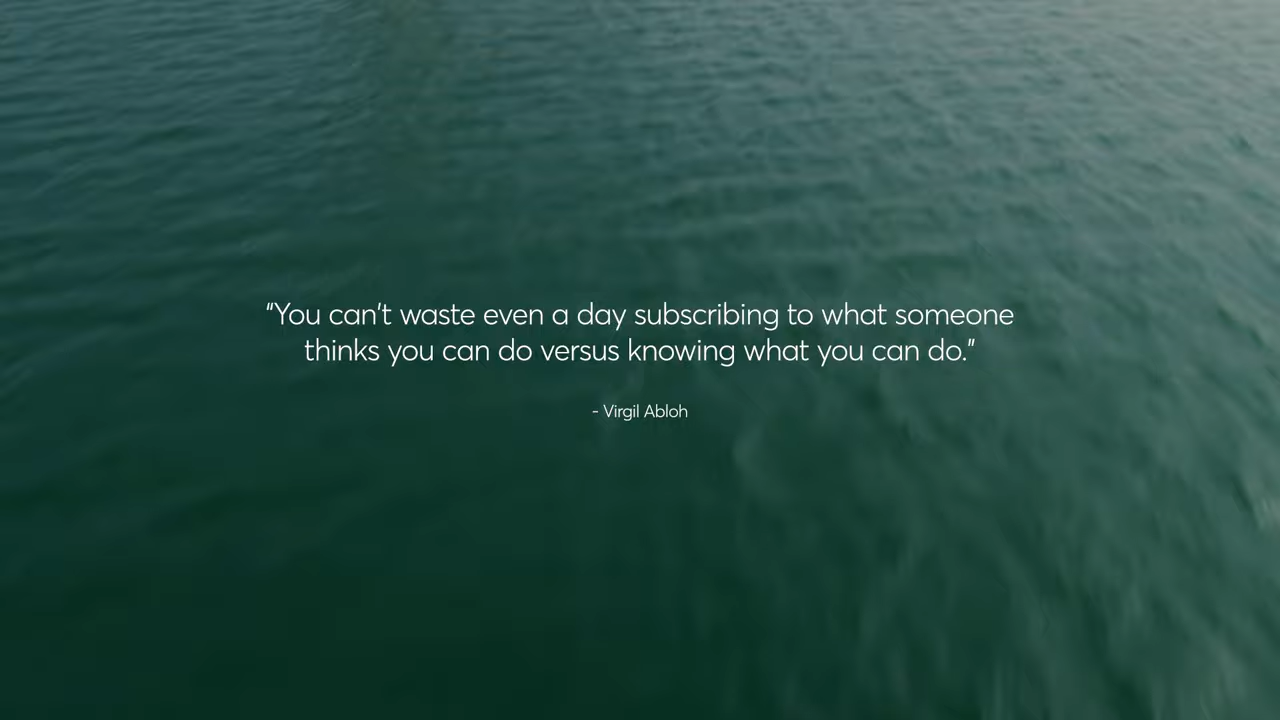 "You can't waste even a day subscribing to what someone
thinks you can do versus knowing what you can do."
- Virgil Abloh